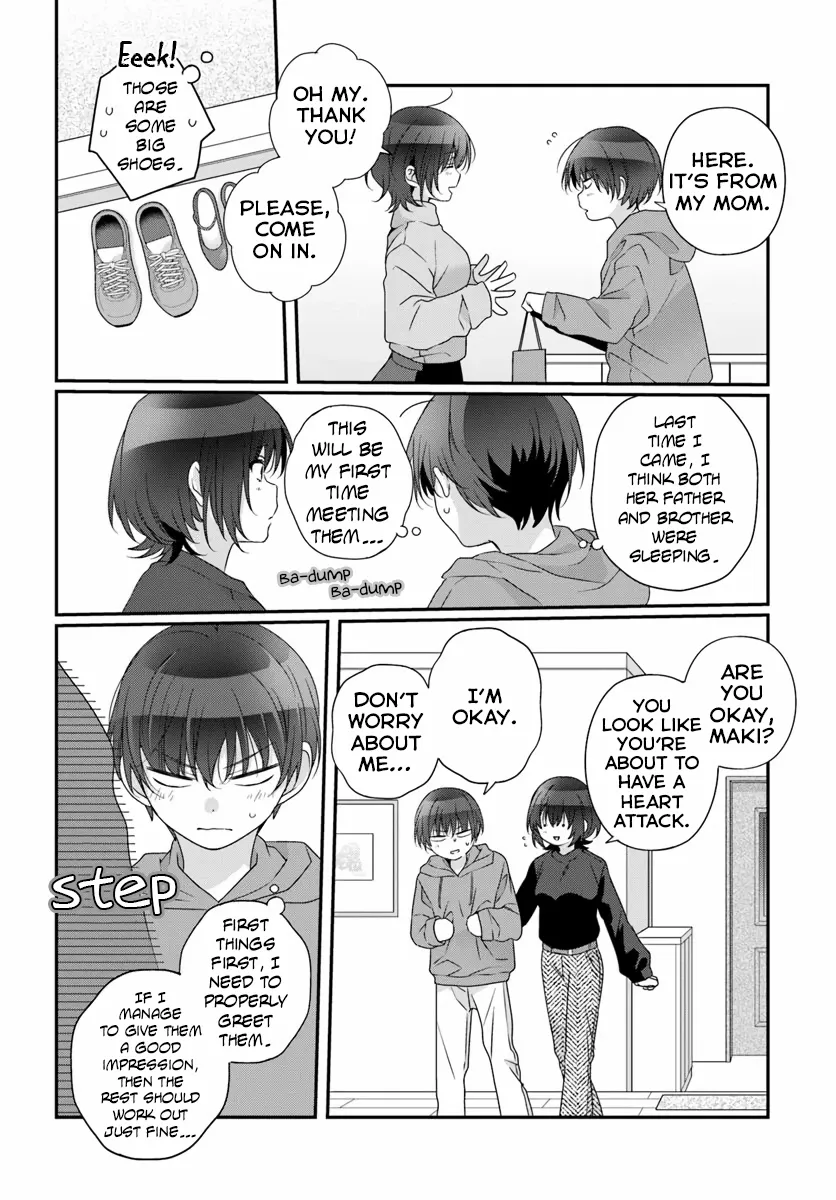 HERE.
IT'S FROM
MY MOM.
OH MY.
THANK
YOU!
PLEASE,
COME
ON IN.
Eeek!
THOSE
ARE
SOME
BIG
SHOES.
LAST
TIME I
CAME, I
THINK BOTH
HER FATHER
AND BROTHER
WERE
SLEEPING.
THIS
WILL BE
MY FIRST
TIME
MEETING
THEM...
Ba-dump
Ba-dump
ARE
YOU
OKAY,
MAKI?
YOU
LOOK LIKE
YOU'RE
ABOUT TO
HAVE A
HEART
ATTACK.
I'M
OKAY.
DON'T
WORRY
ABOUT
ME...
step
FIRST
THINGS
FIRST, I
NEED TO
PROPERLY
GREET
THEM.
IF I
MANAGE
TO GIVE THEM
A GOOD
IMPRESSION,
THEN THE
REST SHOULD
WORK OUT
JUST FINE...